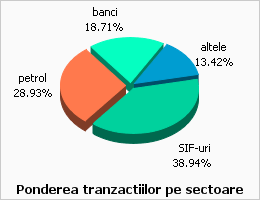 banci
18.71%
altele
13.42%
petrol
28.93%
SIF-uri
38.94%
Ponderea tranzactiilor pe sectoare